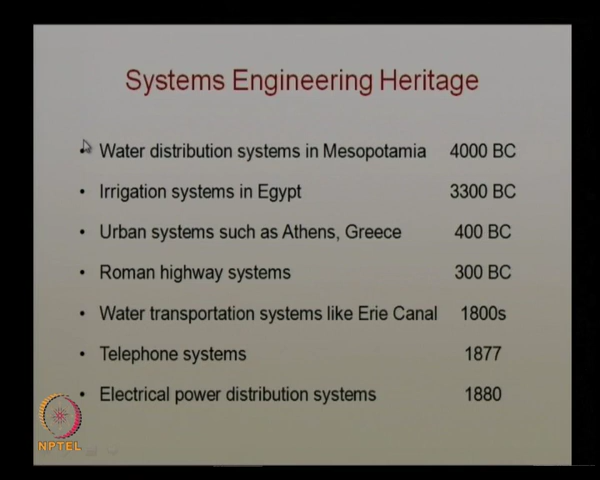 Systems Engineering Heritage
• Water distribution systems in Mesopotamia 4000 BC
• Irrigation systems in Egypt 3300 BC
• Urban systems such as Athens, Greece 400 BC
• Roman highway systems 300 BC
• Water transportation systems like Erie Canal 1800s
• Telephone systems 1877
• Electrical power distribution systems 1880
NPTEL